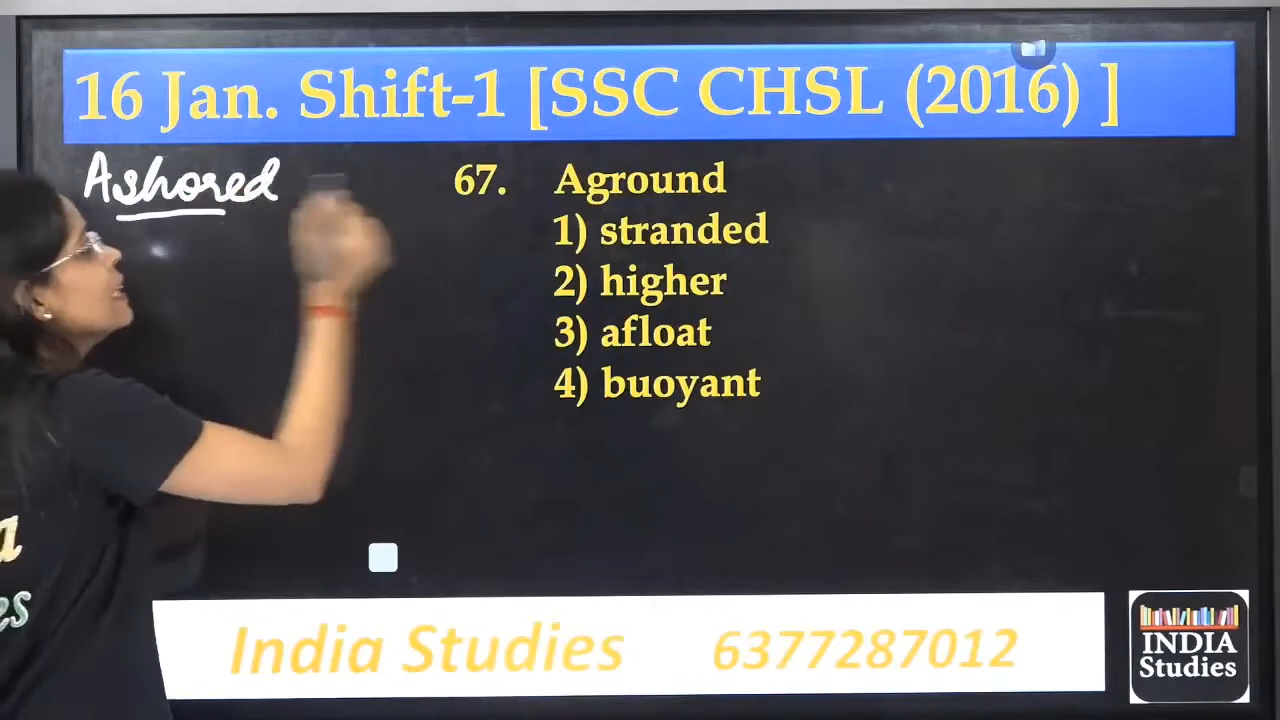 16 Jan. Shift-1 [SSC CHSL (2016) ]
Ashored
67. Aground
1) stranded
2) higher
3) afloat
4) buoyant
India Studies 6377287012
INDIA
Studies